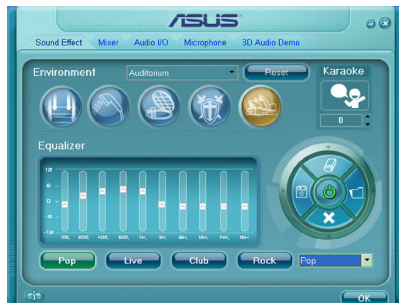 ASUS
Sound Effect Mixer Audio I/O Microphone 3D Audio Demo
Environment Auditorium Reset Karaoke
0
Equalizer
Pop Live Club Rock Pop
OK